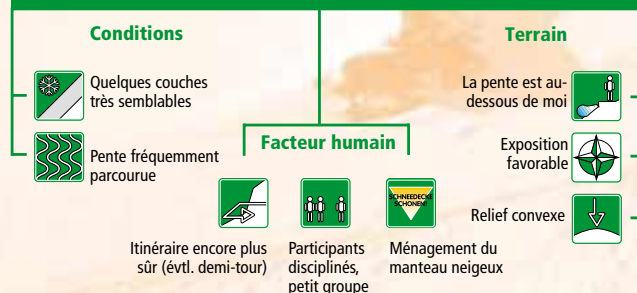 Conditions
Quelques couches
très semblables
Pente fréquemment
parcourue
Facteur humain
SCHNEEDECKE
SCHONEN!
Itinéraire encore plus
sûr (évtl. demi-tour)
Participants
disciplinés,
petit groupe
Ménagement du
manteau neigeux
Terrain
La pente est au-
dessous de moi
Exposition
favorable
Relief convexe